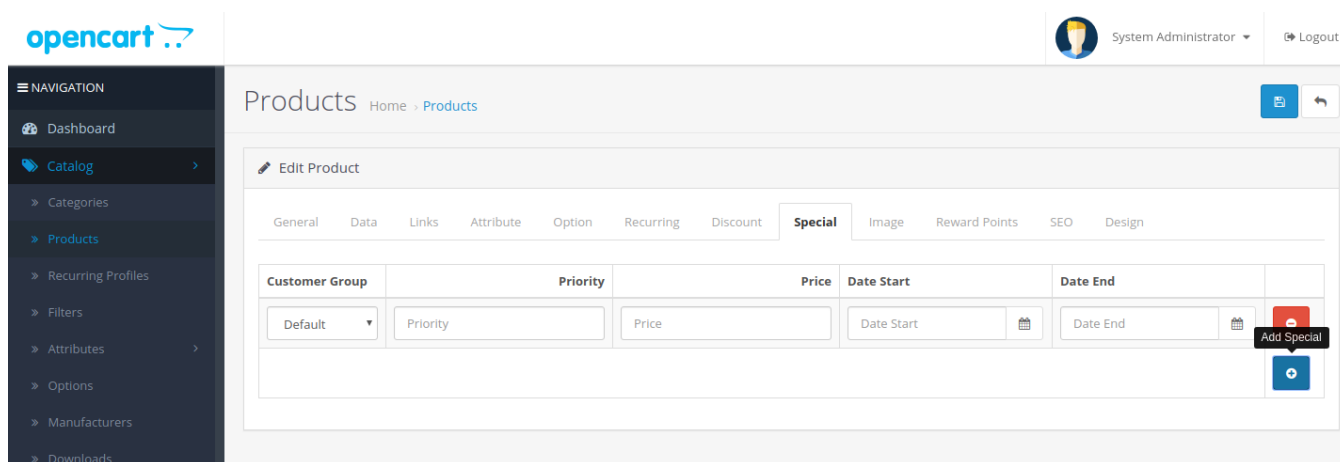 opencart
System Administrator
Logout
NAVIGATION
Dashboard
Catalog
Categories
Products
Recurring Profiles
Filters
Attributes
Options
Manufacturers
Downloads
Products Home › Products
Edit Product
General Data Links Attribute Option Recurring Discount Special Image Reward Points SEO Design
Customer Group Priority Price Date Start Date End
Default Priority Price Date Start Date End
Add Special